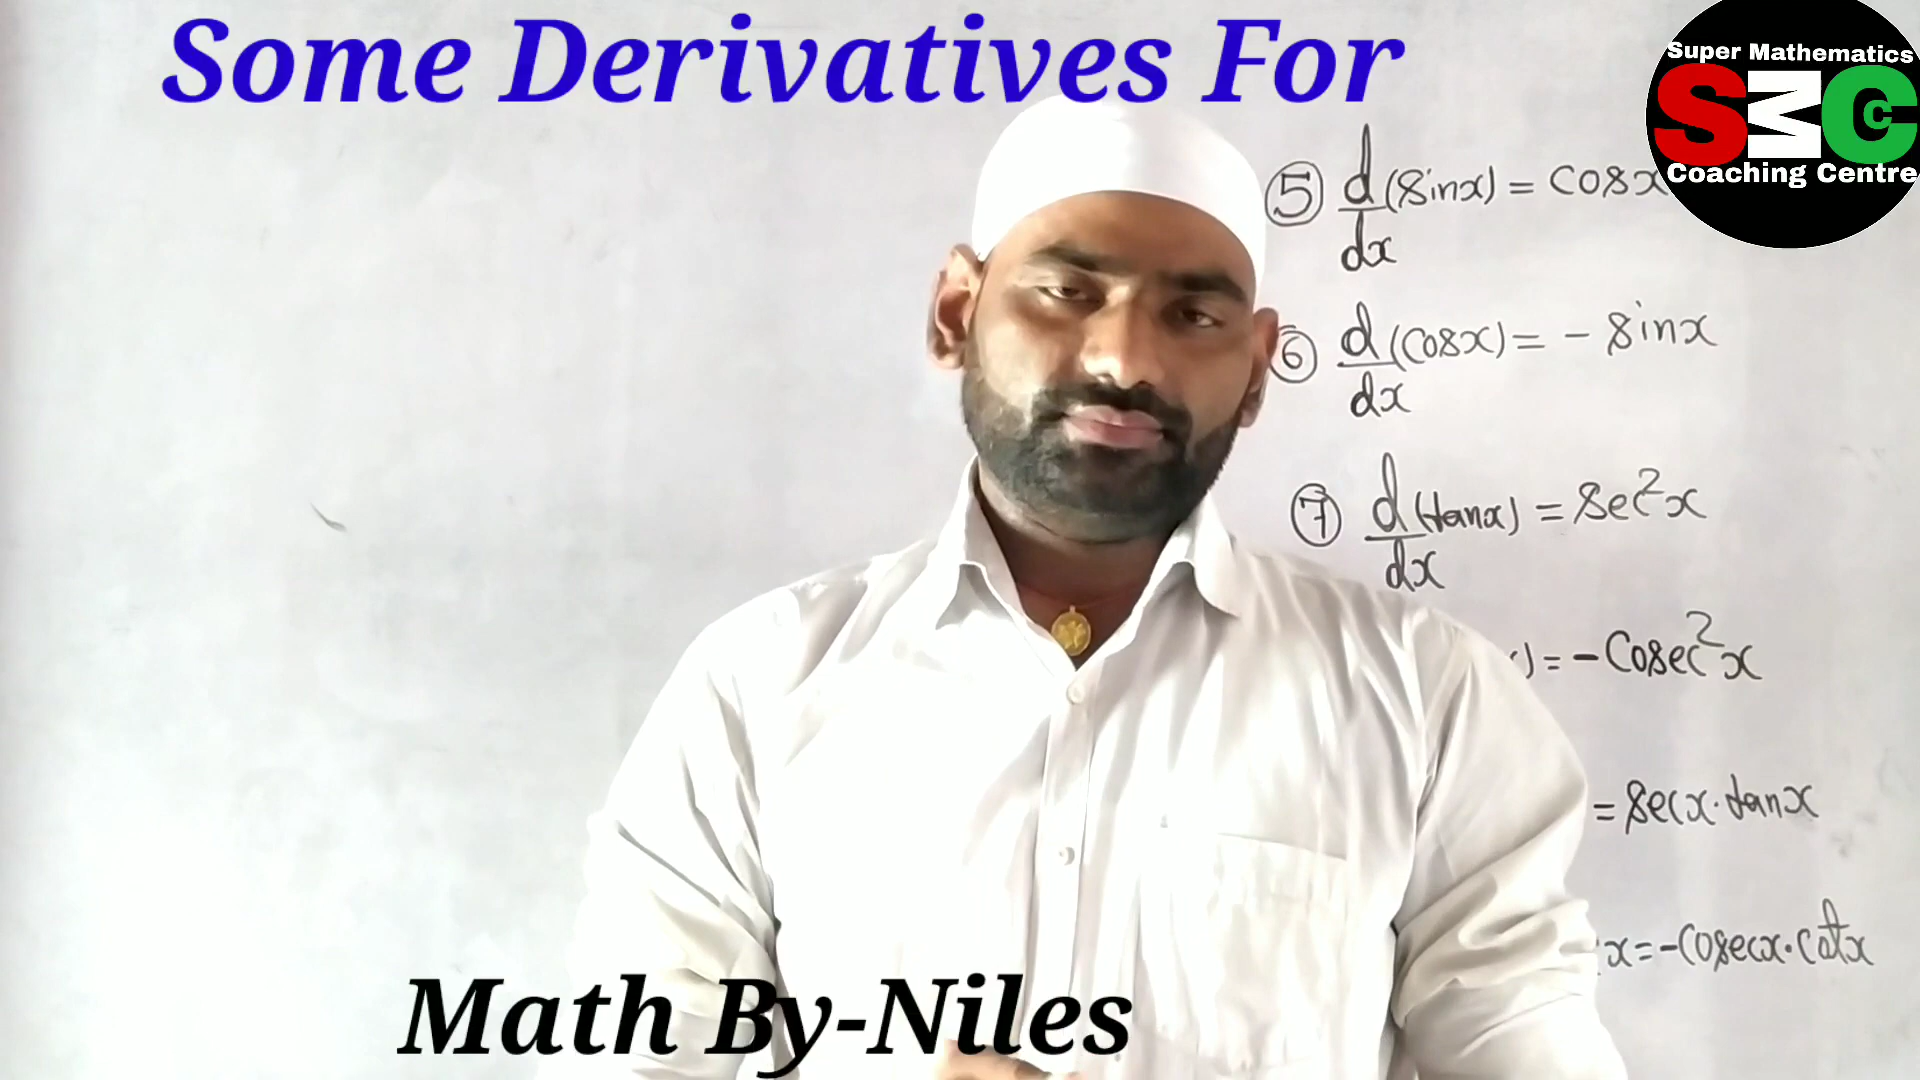 Some Derivatives For
Super Mathematics
SMC
C
Coaching Centre
⑤ d/dx (sinx) = cosx
⑥ d/dx (cosx) = - sinx
⑦ d/dx (tanx) = sec²x
) = - cosec²x
= secx·tanx
x = -cosecx·cotx
Math By-Niles